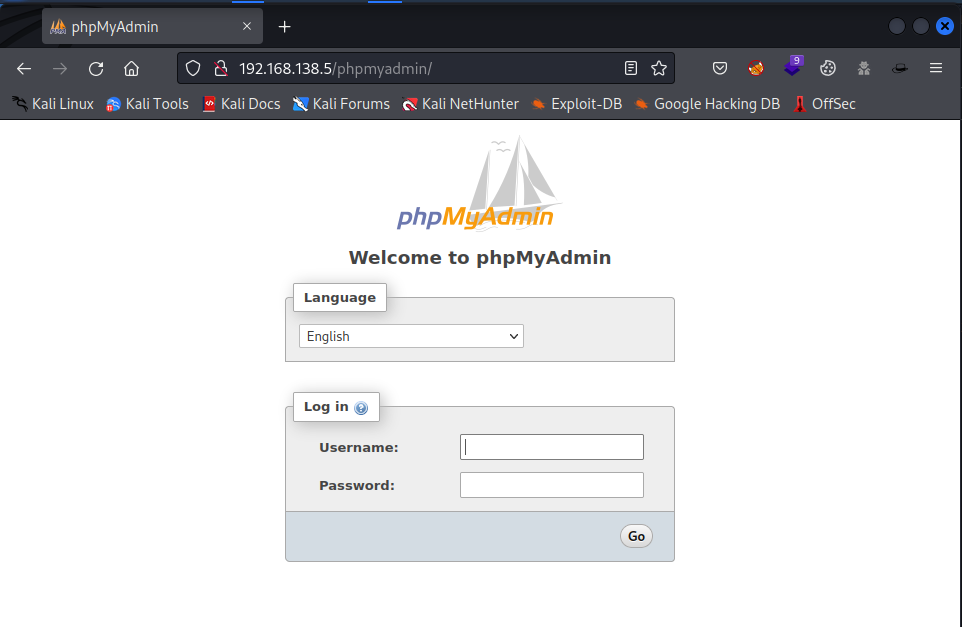 phpMyAdmin
192.168.138.5/phpmyadmin/
9
Kali Linux Kali Tools Kali Docs Kali Forums Kali NetHunter Exploit-DB Google Hacking DB OffSec
phpMyAdmin
Welcome to phpMyAdmin
Language
English
Log in
Username:
Password:
Go